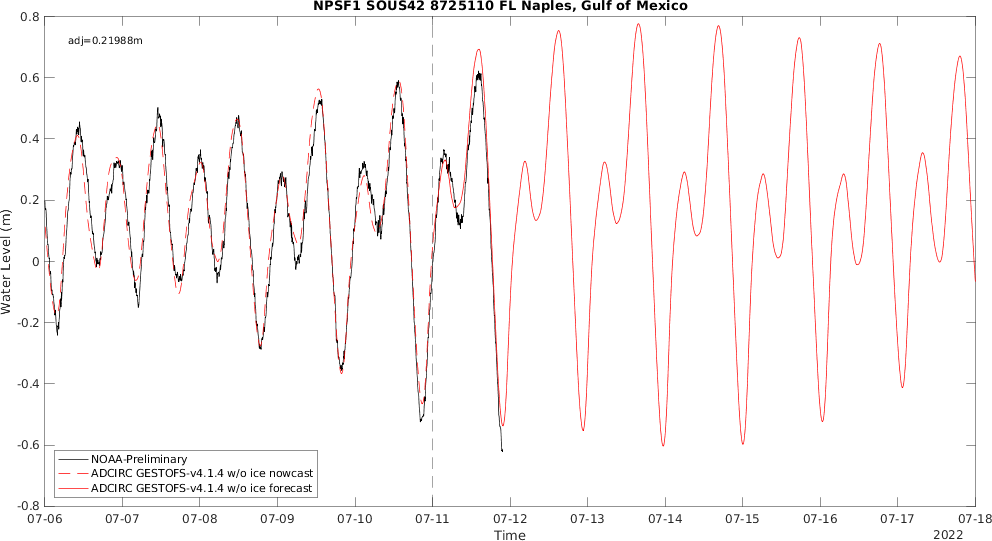 NPSF1 SOUS42 8725110 FL Naples, Gulf of Mexico
adj=0.21988m
0.8
0.6
0.4
0.2
0
-0.2
-0.4
-0.6
-0.8
Water Level (m)
NOAA-Preliminary
ADCIRC GESTOFS-v4.1.4 w/o ice nowcast
ADCIRC GESTOFS-v4.1.4 w/o ice forecast
07-06 07-07 07-08 07-09 07-10 07-11 07-12 07-13 07-14 07-15 07-16 07-17 07-18
Time
2022